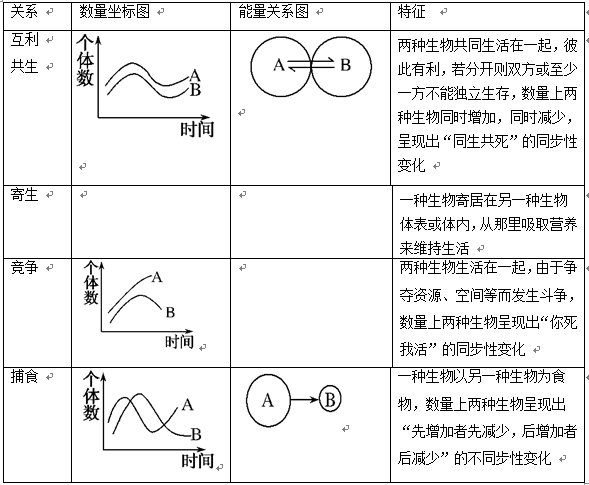 关系 数量坐标图 能量关系图 特征
互利
共生
个
体
数
A
B
时间
A B
两种生物共同生活在一起，彼
此有利，若分开则双方或至少
一方不能独立生存，数量上两
种生物同时增加，同时减少，
呈现出“同生共死”的同步性
变化
寄生
一种生物寄居在另一种生物
体表或体内，从那里吸取营养
来维持生活
竞争
个
体
数
A
B
时间
两种生物生活在一起，由于争
夺资源、空间等而发生斗争，
数量上两种生物呈现出“你死
我活”的同步性变化
捕食
个
体
数
A
B
时间
A B
一种生物以另一种生物为食
物，数量上两种生物呈现出
“先增加者先减少，后增加者
后减少”的不同步性变化